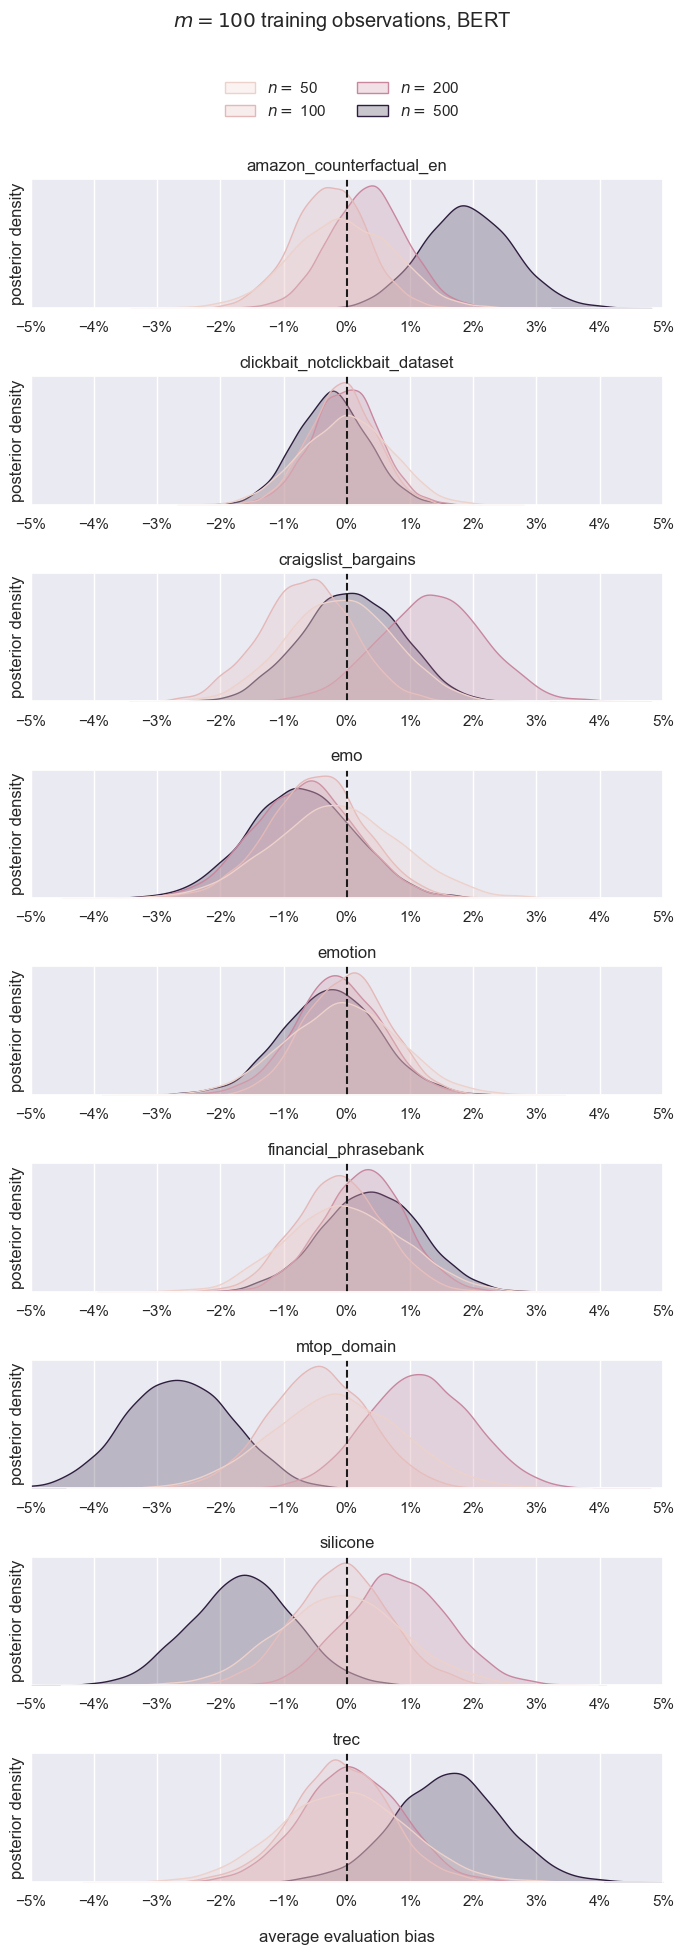 m = 100 training observations, BERT
n = 50 n = 200
n = 100 n = 500
amazon_counterfactual_en
posterior density
−5% −4% −3% −2% −1% 0% 1% 2% 3% 4% 5%
clickbait_notclickbait_dataset
posterior density
−5% −4% −3% −2% −1% 0% 1% 2% 3% 4% 5%
craigslist_bargains
posterior density
−5% −4% −3% −2% −1% 0% 1% 2% 3% 4% 5%
emo
posterior density
−5% −4% −3% −2% −1% 0% 1% 2% 3% 4% 5%
emotion
posterior density
−5% −4% −3% −2% −1% 0% 1% 2% 3% 4% 5%
financial_phrasebank
posterior density
−5% −4% −3% −2% −1% 0% 1% 2% 3% 4% 5%
mtop_domain
posterior density
−5% −4% −3% −2% −1% 0% 1% 2% 3% 4% 5%
silicone
posterior density
−5% −4% −3% −2% −1% 0% 1% 2% 3% 4% 5%
trec
posterior density
−5% −4% −3% −2% −1% 0% 1% 2% 3% 4% 5%
average evaluation bias